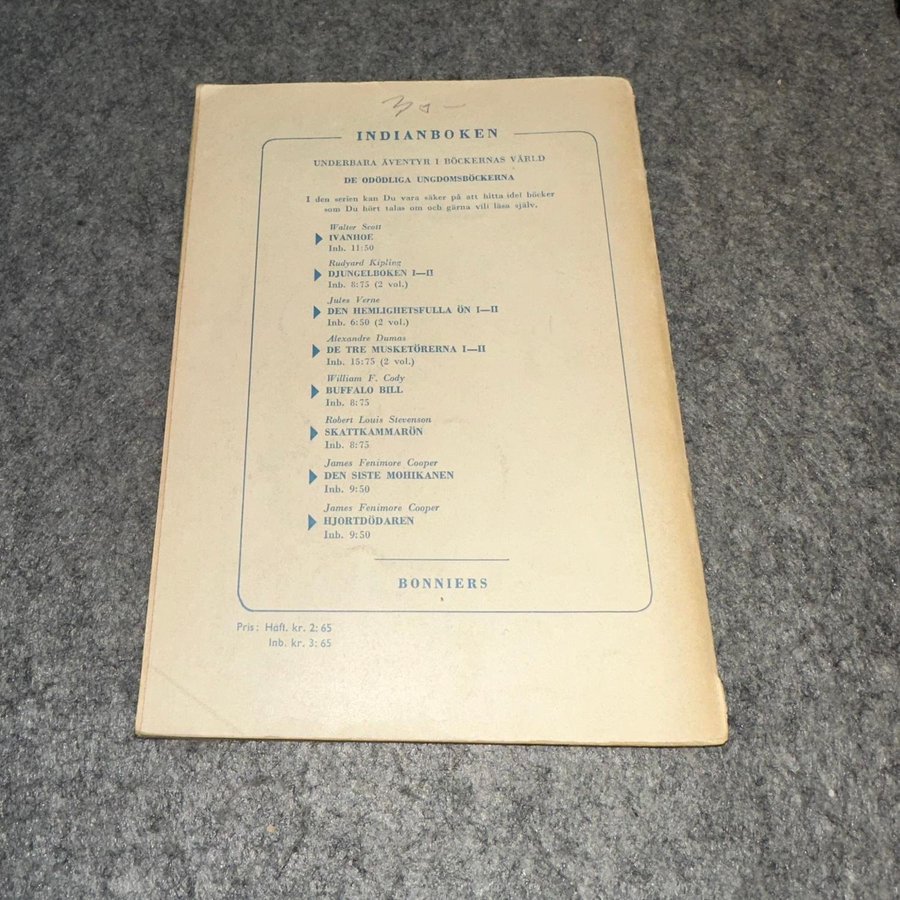 30 –
INDIANBOKEN
UNDERBARA ÄVENTYR I BÖCKERNAS VÄRLD
DE ODÖDLIGA UNGDOMSBÖCKERNA
I den serien kan Du vara säker på att hitta idel böcker
som Du hört talas om och gärna vill läsa själv.
Walter Scott
IVANHOE
Inb. 11:50
Rudyard Kipling
DJUNGELBOKEN I—II
Inb. 8:75 (2 vol.)
Jules Verne
DEN HEMLIGHETSFULLA ÖN I—II
Inb. 6:50 (2 vol.)
Alexandre Dumas
DE TRE MUSKETÖRERNA I—II
Inb. 15:75 (2 vol.)
William F. Cody
BUFFALO BILL
Inb. 8:75
Robert Louis Stevenson
SKATTKAMMARÖN
Inb. 8:75
James Fenimore Cooper
DEN SISTE MOHIKANEN
Inb. 9:50
James Fenimore Cooper
HJORTDÖDAREN
Inb. 9:50
BONNIERS
Pris: Häft. kr. 2:65
Inb. kr. 3:65